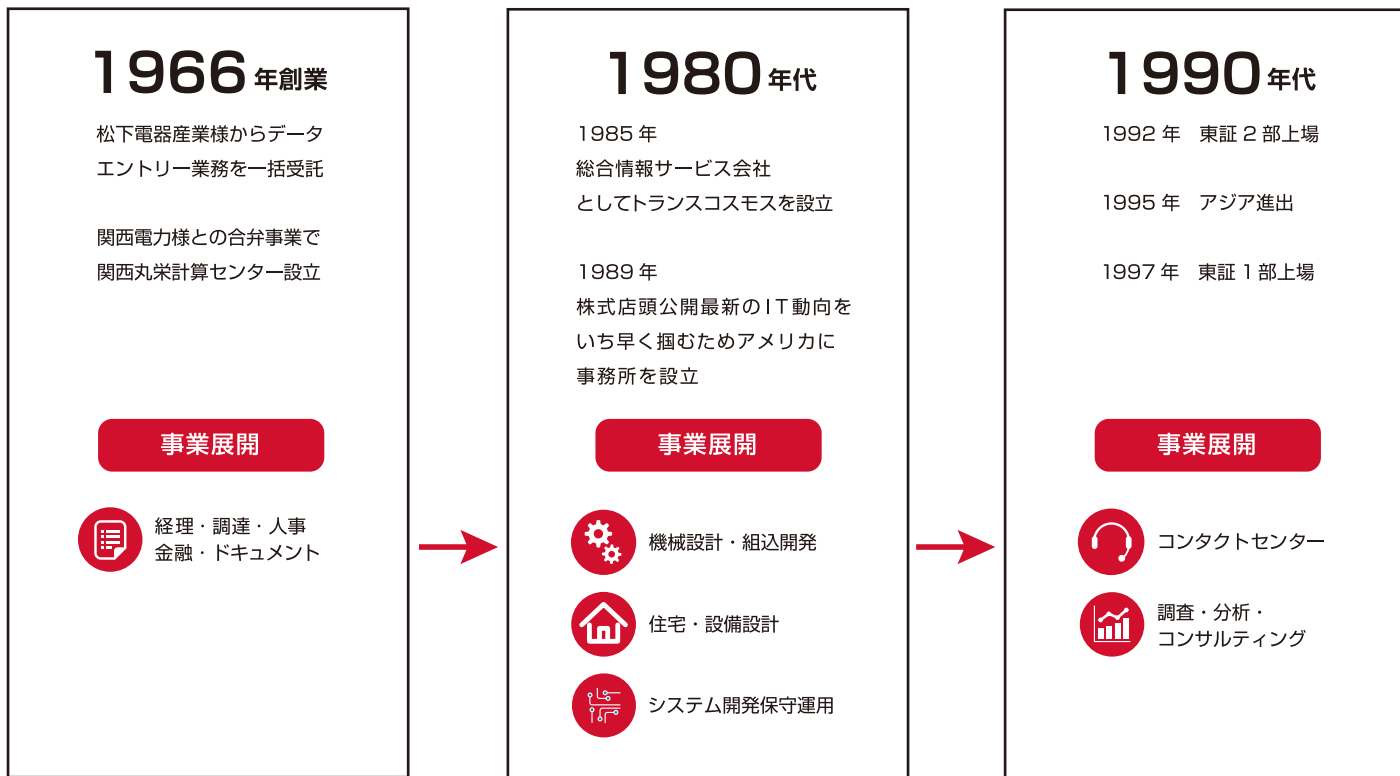 1966年創業
松下電器産業様からデータ
エントリー業務を一括受託
関西電力様との合弁事業で
関西丸栄計算センター設立
事業展開
経理・調達・人事
金融・ドキュメント
1980年代
1985年
総合情報サービス会社
としてトランスコスモスを設立
1989年
株式店頭公開最新のIT動向を
いち早く掴むためアメリカに
事務所を設立
事業展開
機械設計・組込開発
住宅・設備設計
システム開発保守運用
1990年代
1992年 東証2部上場
1995年 アジア進出
1997年 東証1部上場
事業展開
コンタクトセンター
調査・分析・
コンサルティング